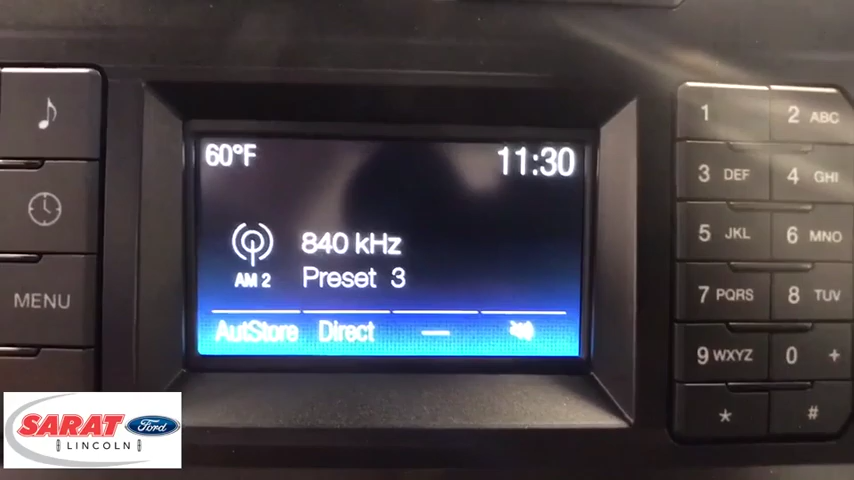 60°F 11:30
840 kHz
AM 2 Preset 3
AutStore Direct —
MENU
1 2 ABC
3 DEF 4 GHI
5 JKL 6 MNO
7 PQRS 8 TUV
9 WXYZ 0 +
* #
SARAT Ford
LINCOLN